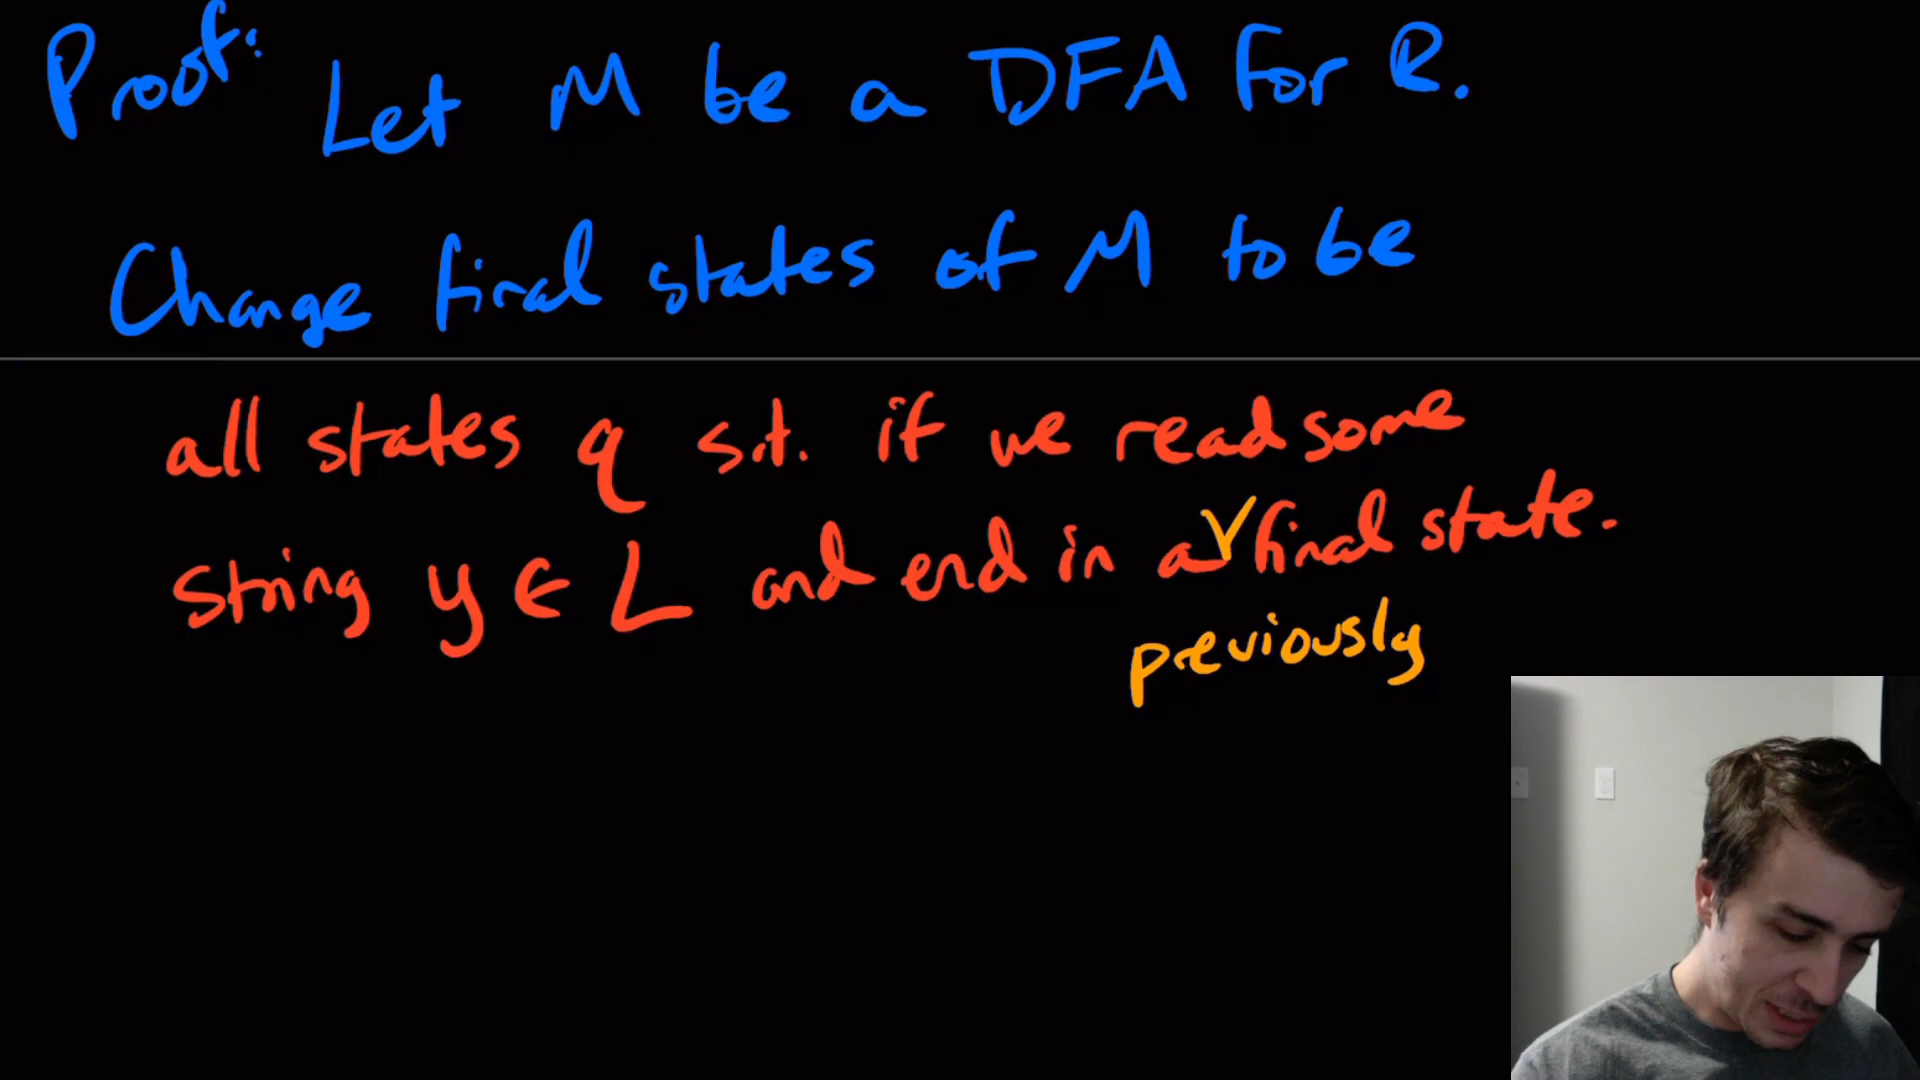 Proof: Let M be a DFA for R.
Change final states of M to be
all states q s.t. if we read some
string y ∈ L and end in a final state.
previously